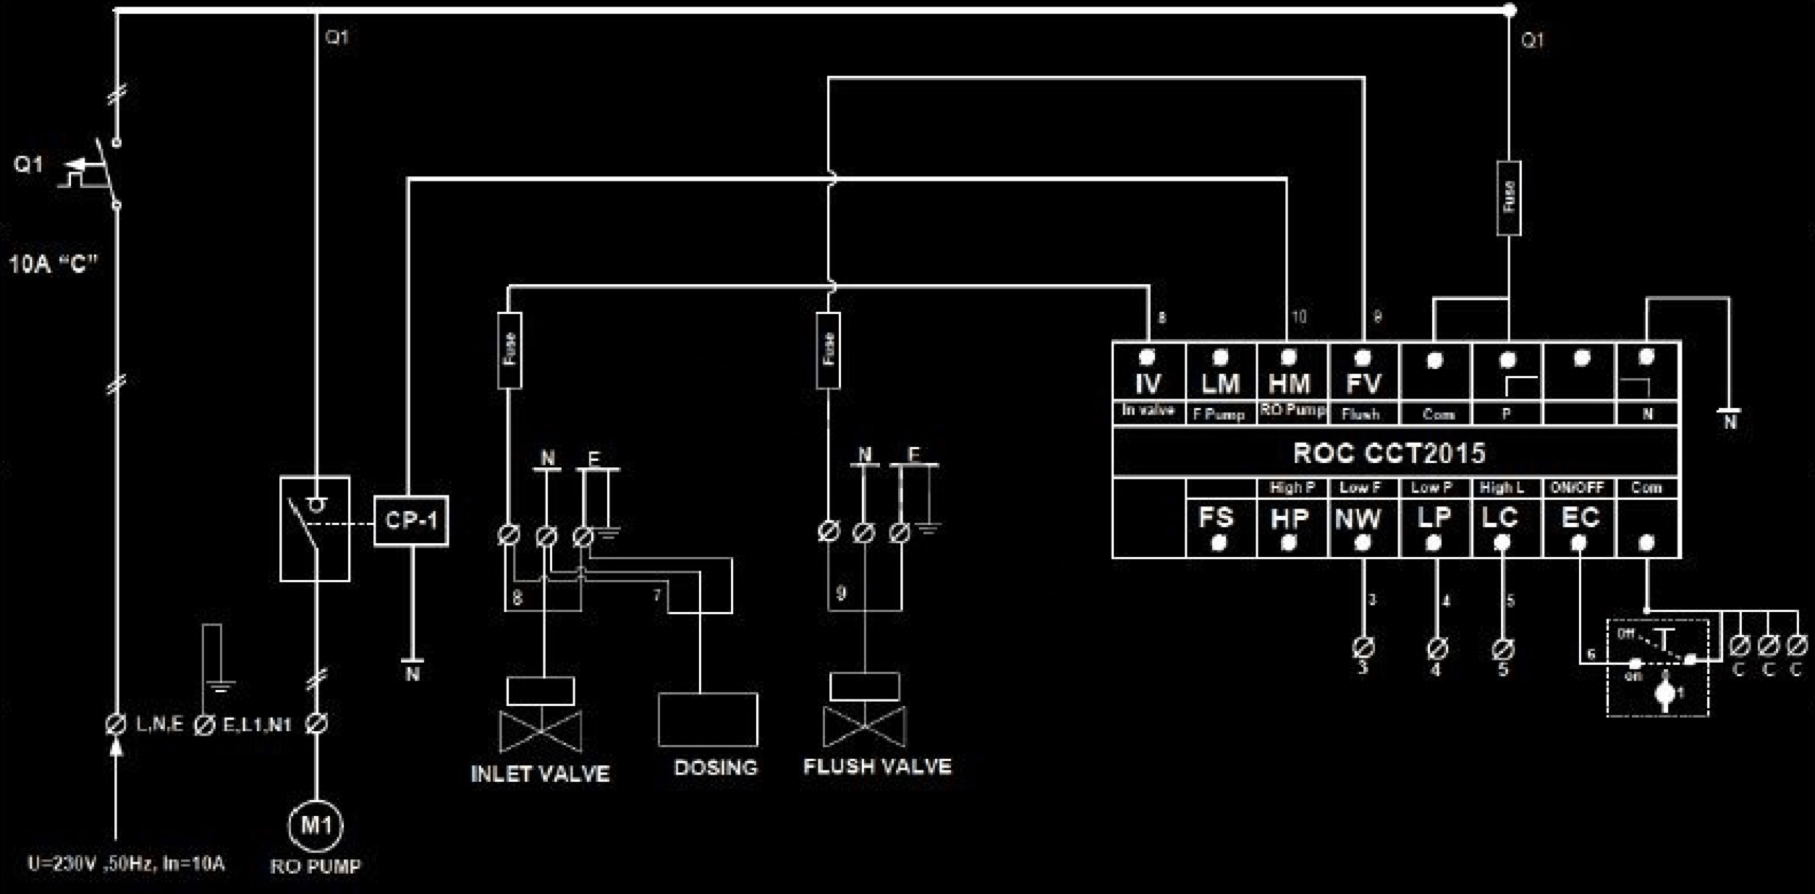 Q1
Q1
Q1
10A “C”
Fuse
8
10
9
Fuse
Fuse
IV
LM
HM
FV
In valve
F Pump
RO Pump
Flush
Com
P
N
N
ROC CCT2015
N
E
N
E
High P
Low F
Low P
High L
ON/OFF
Com
CP-1
FS
HP
NW
LP
LC
EC
8
7
9
3
4
5
Off
6
on
0
1
3
4
5
C
C
C
N
L,N,E
E,L1,N1
INLET VALVE
DOSING
FLUSH VALVE
M1
U=230V ,50Hz, In=10A
RO PUMP